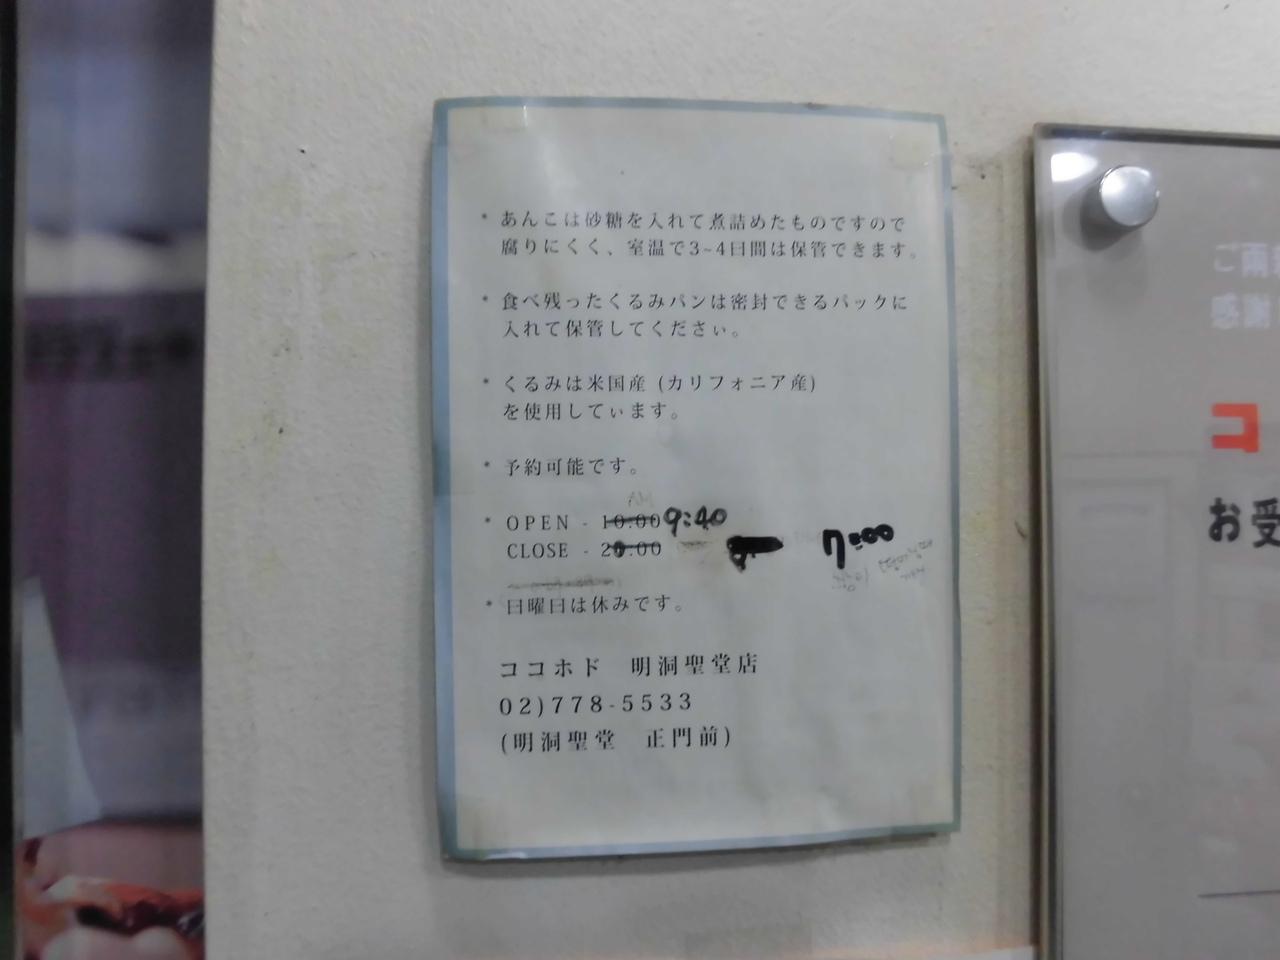 * あんこは砂糖を入れて煮詰めたものですので
腐りにくく、室温で3~4日間は保管できます。
* 食べ残ったくるみパンは密封できるパックに
入れて保管してください。
* くるみは米国産 (カリフォニア産)
を使用しています。
* 予約可能です。
AM
* OPEN - 10:00 9:40
CLOSE - 20:00 7:00
* 日曜日は休みです。
ココホド 明洞聖堂店
02)778-5533
(明洞聖堂 正門前)
ご両
感謝
コ
お受